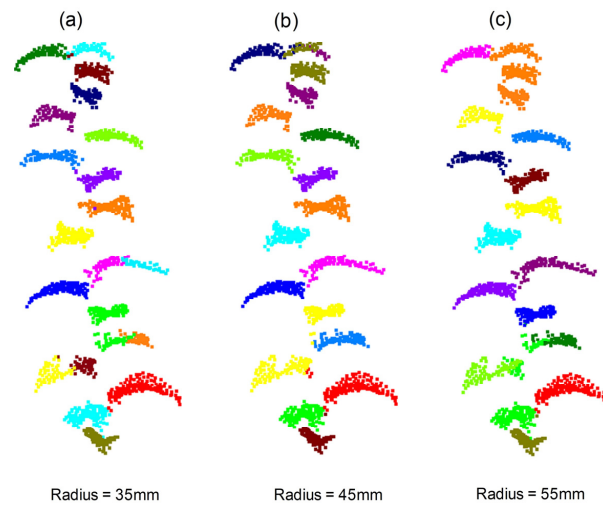 (a) (b) (c)
Radius = 35mm Radius = 45mm Radius = 55mm